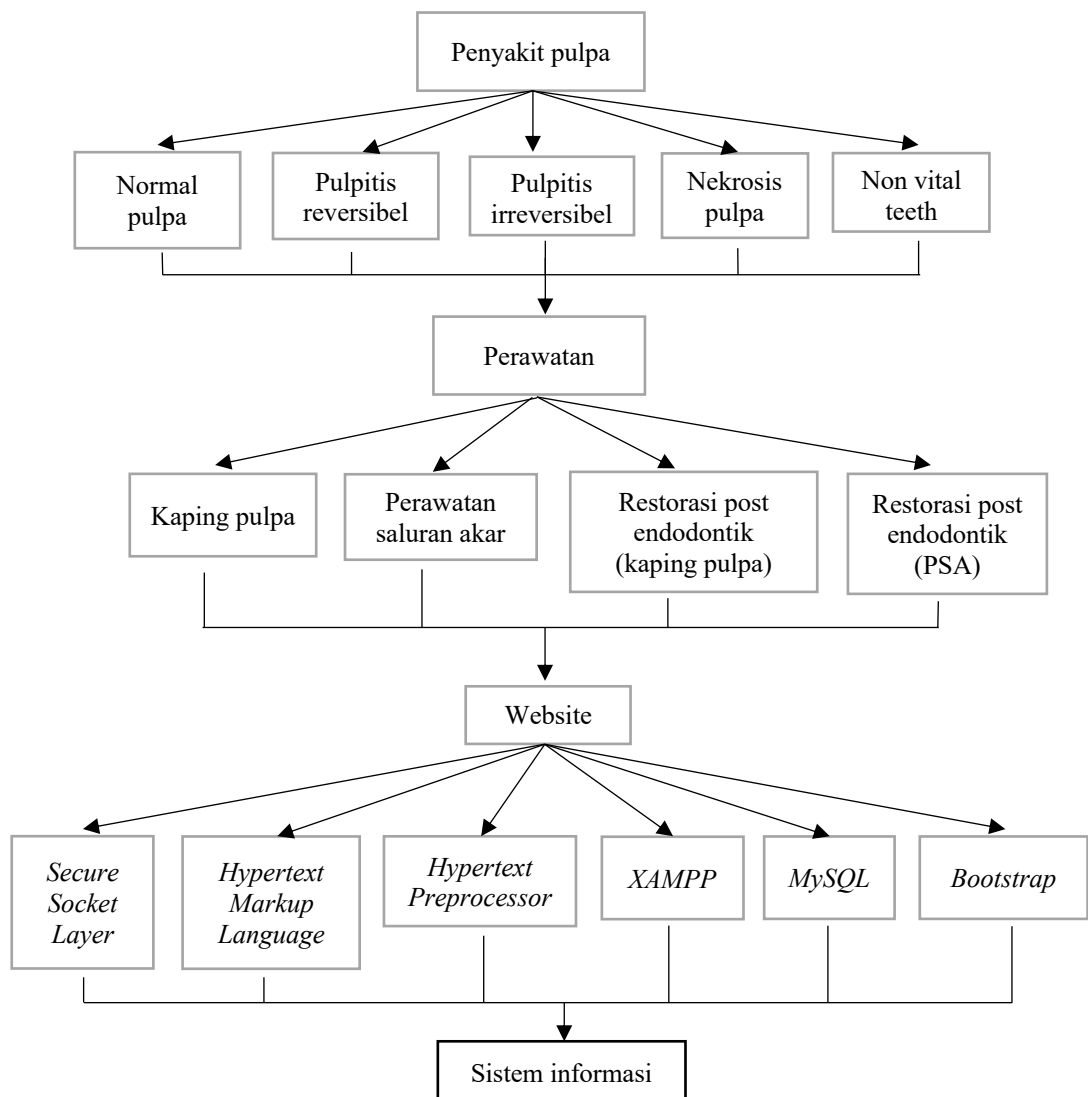 Penyakit pulpa
Normal
pulpa
Pulpitis
reversibel
Pulpitis
irreversibel
Nekrosis
pulpa
Non vital
teeth
Perawatan
Kaping pulpa
Perawatan
saluran akar
Restorasi post
endodontik
(kaping pulpa)
Restorasi post
endodontik
(PSA)
Website
Secure
Socket
Layer
Hypertext
Markup
Language
Hypertext
Preprocessor
XAMPP
MySQL
Bootstrap
Sistem informasi